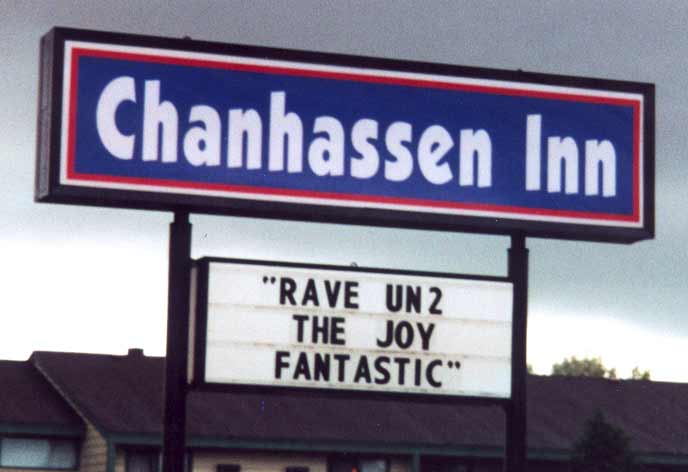 Chanhassen Inn
"RAVE UN2
THE JOY
FANTASTIC"